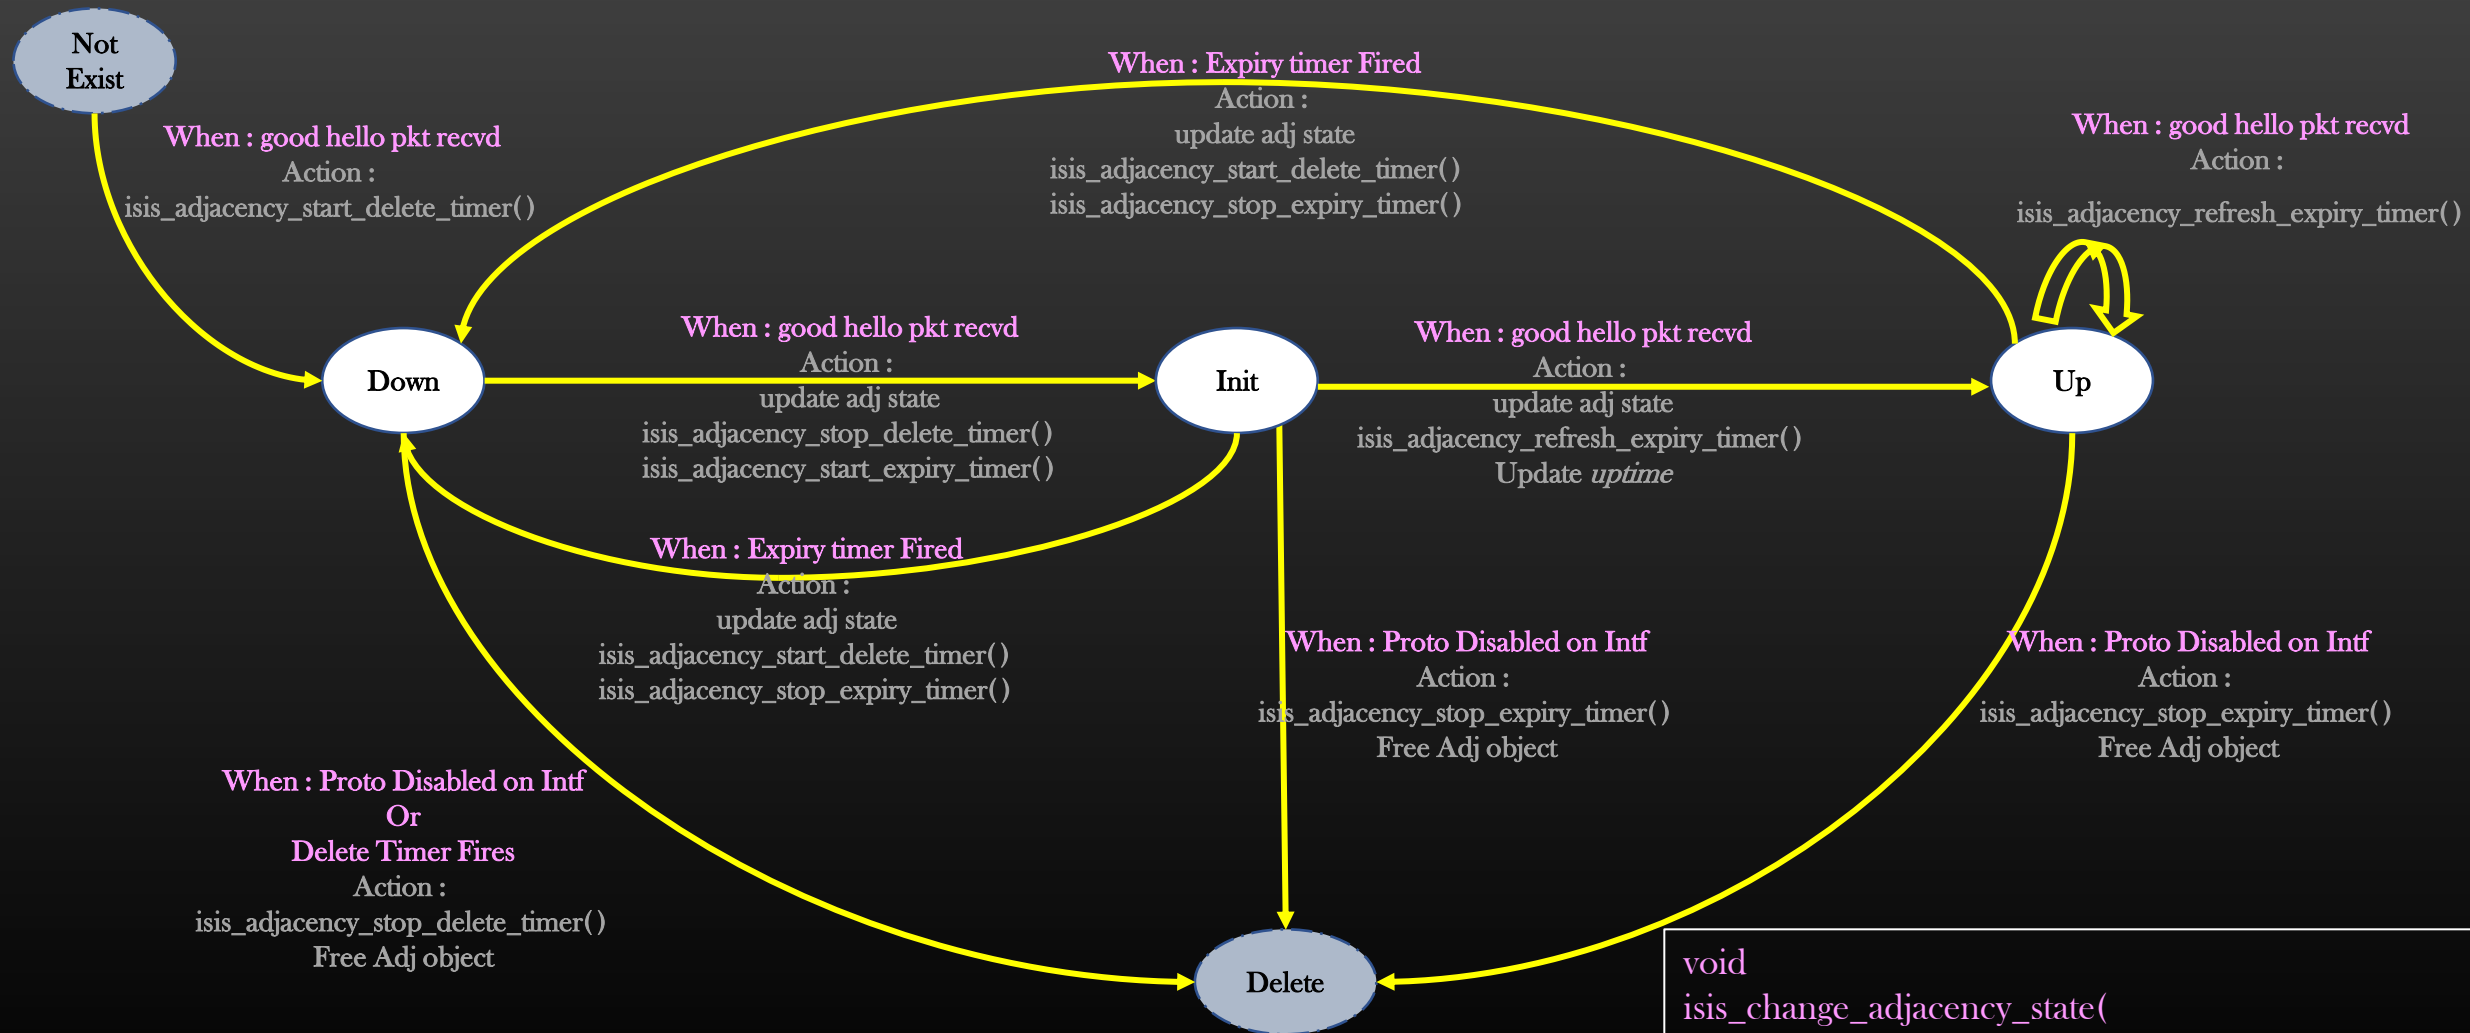 Not
Exist
When : good hello pkt recvd
Action :
isis_adjacency_start_delete_timer()
When : Expiry timer Fired
Action :
update adj state
isis_adjacency_start_delete_timer()
isis_adjacency_stop_expiry_timer()
When : good hello pkt recvd
Action :
isis_adjacency_refresh_expiry_timer()
Down
When : good hello pkt recvd
Action :
update adj state
isis_adjacency_stop_delete_timer()
isis_adjacency_start_expiry_timer()
Init
When : good hello pkt recvd
Action :
update adj state
isis_adjacency_refresh_expiry_timer()
Update uptime
Up
When : Expiry timer Fired
Action :
update adj state
isis_adjacency_start_delete_timer()
isis_adjacency_stop_expiry_timer()
When : Proto Disabled on Intf
Action :
isis_adjacency_stop_expiry_timer()
Free Adj object
When : Proto Disabled on Intf
Action :
isis_adjacency_stop_expiry_timer()
Free Adj object
When : Proto Disabled on Intf
Or
Delete Timer Fires
Action :
isis_adjacency_stop_delete_timer()
Free Adj object
Delete
void
isis_change_adjacency_state(